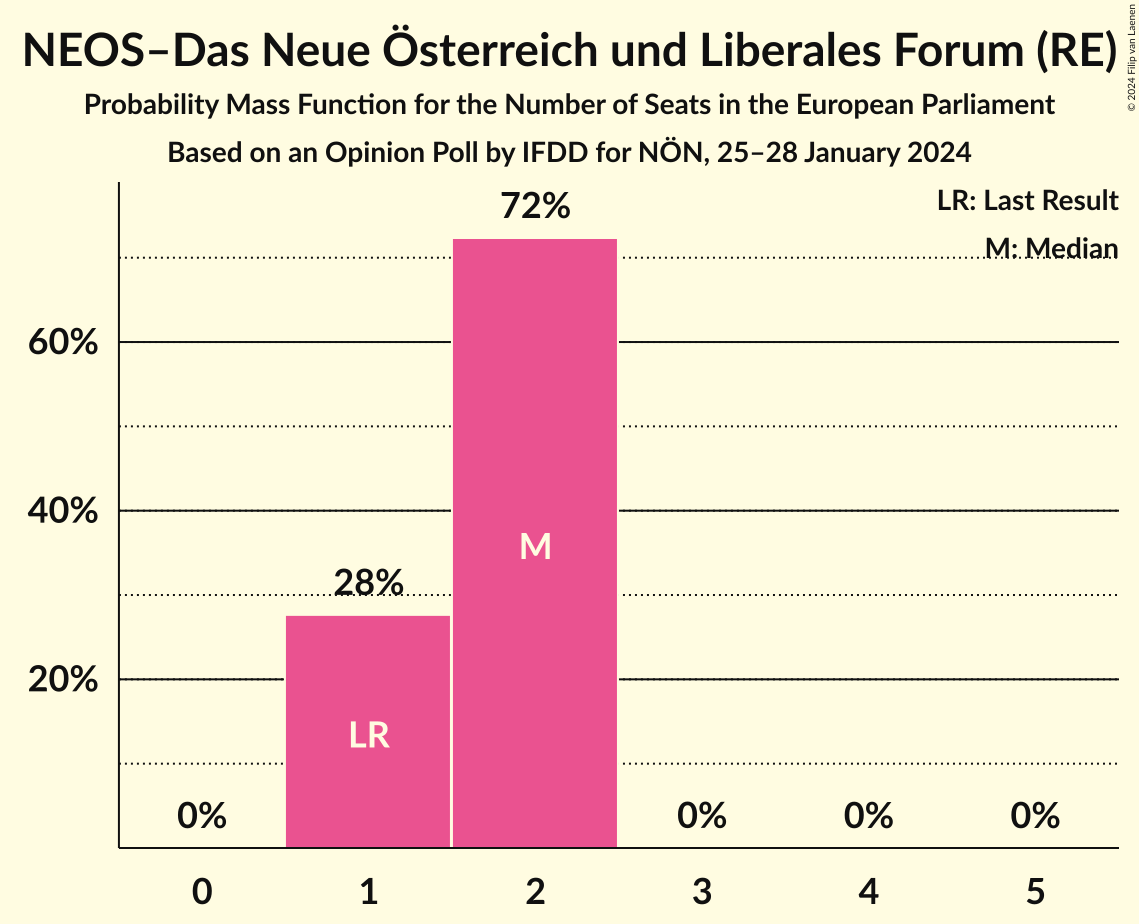 NEOS–Das Neue Österreich und Liberales Forum (RE)
Probability Mass Function for the Number of Seats in the European Parliament
Based on an Opinion Poll by IFDD for NÖN, 25–28 January 2024
© 2024 Filip van Laenen
LR: Last Result
M: Median
72%
60%
40%
28%
20%
M
LR
0%
0%
0%
0%
0
1
2
3
4
5